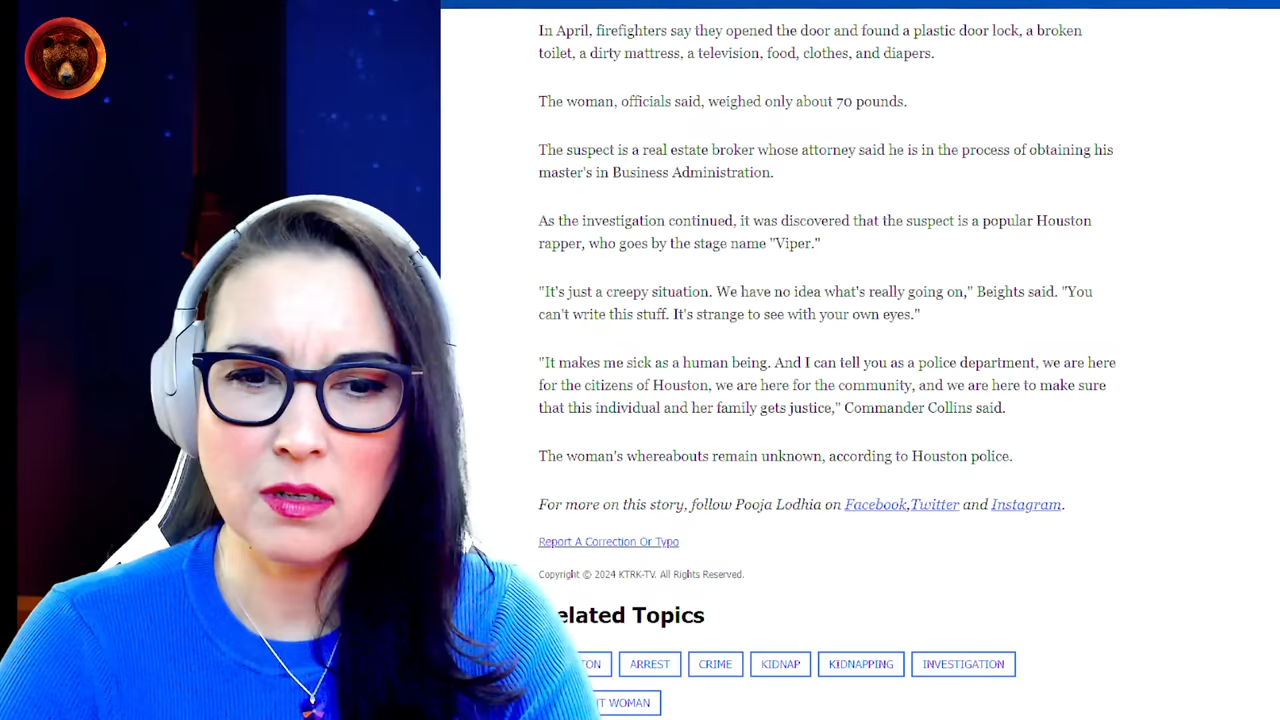 In April, firefighters say they opened the door and found a plastic door lock, a broken
toilet, a dirty mattress, a television, food, clothes, and diapers.
The woman, officials said, weighed only about 70 pounds.
The suspect is a real estate broker whose attorney said he is in the process of obtaining his
master's in Business Administration.
As the investigation continued, it was discovered that the suspect is a popular Houston
rapper, who goes by the stage name "Viper."
"It's just a creepy situation. We have no idea what's really going on," Beights said. "You
can't write this stuff. It's strange to see with your own eyes."
"It makes me sick as a human being. And I can tell you as a police department, we are here
for the citizens of Houston, we are here for the community, and we are here to make sure
that this individual and her family gets justice," Commander Collins said.
The woman's whereabouts remain unknown, according to Houston police.
For more on this story, follow Pooja Lodhia on Facebook,Twitter and Instagram.
Report A Correction Or Typo
Copyright © 2024 KTRK-TV. All Rights Reserved.
elated Topics
ARREST CRIME KIDNAP KIDNAPPING INVESTIGATION
WOMAN